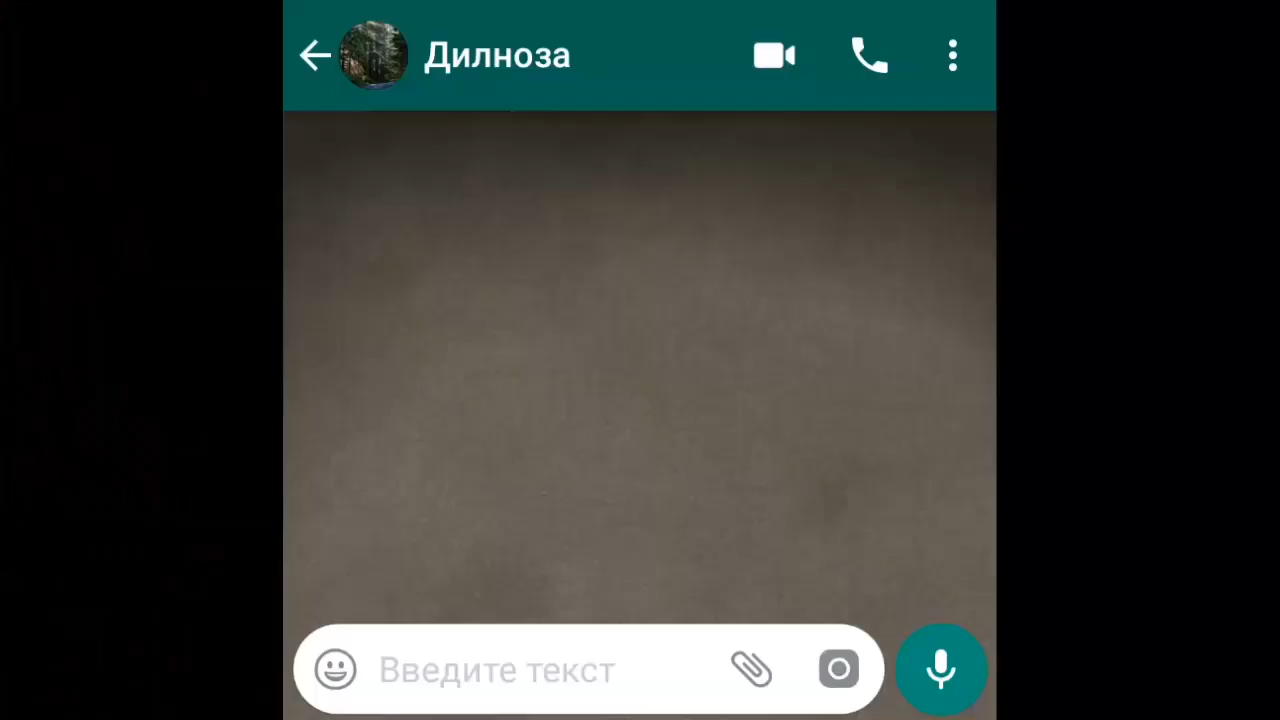 Дилноза
Введите текст